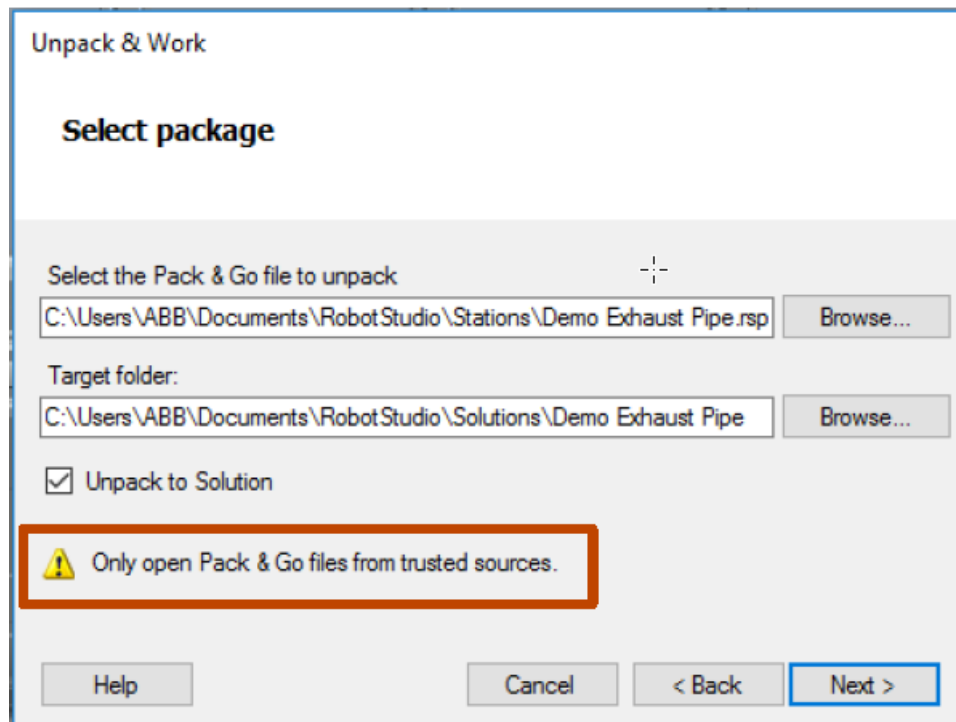 Unpack & Work
Select package
Select the Pack & Go file to unpack
C:\Users\ABB\Documents\RobotStudio\Stations\Demo Exhaust Pipe.rsp
Browse...
Target folder:
C:\Users\ABB\Documents\RobotStudio\Solutions\Demo Exhaust Pipe
Browse...
Unpack to Solution
Only open Pack & Go files from trusted sources.
Help
Cancel
< Back
Next >